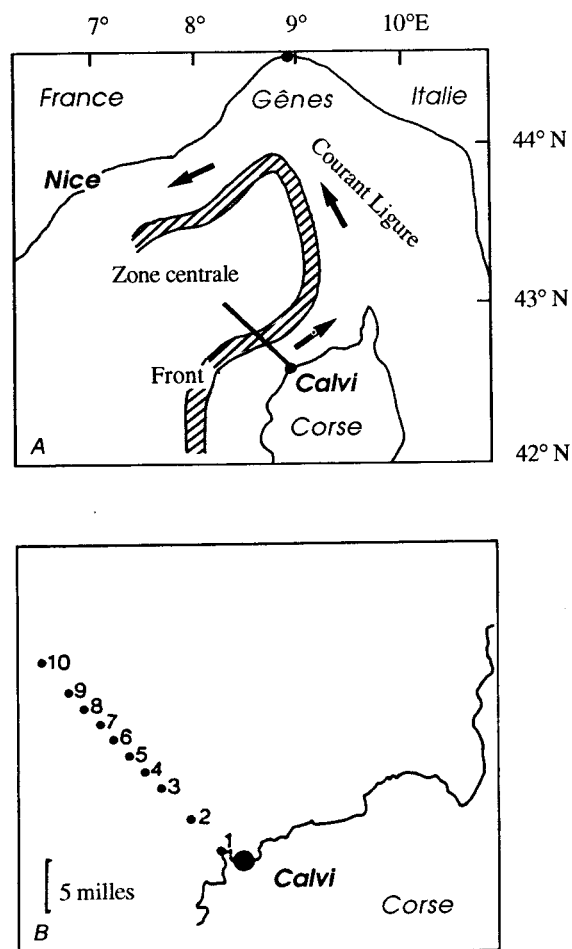 7° 8° 9° 10°E
France Gênes Italie
44° N
Nice
Courant Ligure
Zone centrale
43° N
Front
Calvi
Corse
A
42° N
10
9
8
7
6
5
4
3
2
1
5 milles
Calvi
B
Corse